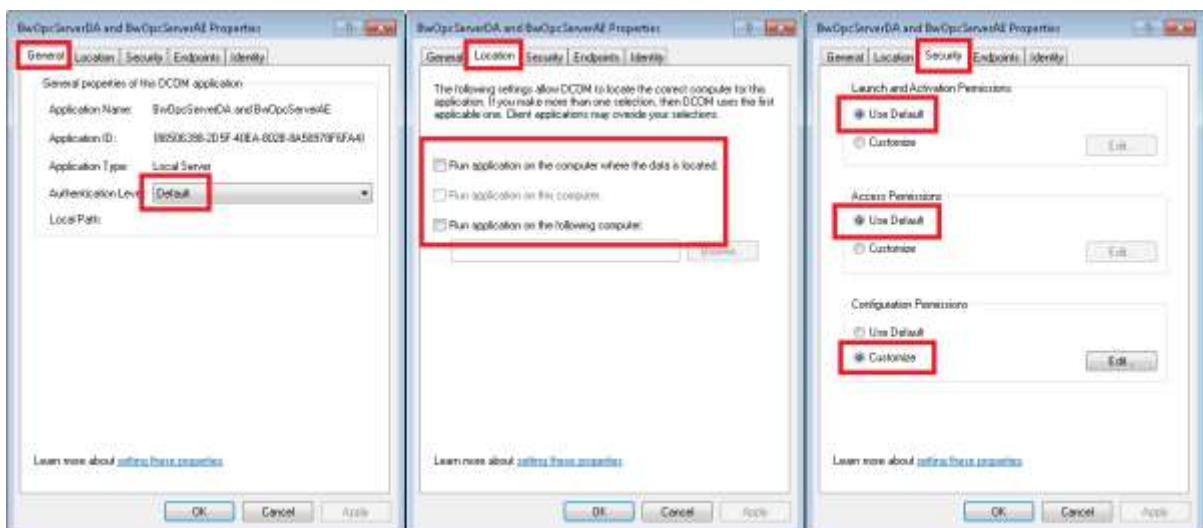 BwOpcServerDA and BwOpcServerAE Properties
General Location Security Endpoints Identity
General properties of this DCOM application
Application Name: BwOpcServerDA and BwOpcServerAE
Application ID:
Application Type: Local Server
Authentication Level Default
Local Path:
Learn more about setting these properties.
OK Cancel Apply
BwOpcServerDA and BwOpcServerAE Properties
General Location Security Endpoints Identity
The following settings allow DCOM to locate the correct computer for this
application. If you make more than one selection, then DCOM uses the first
applicable one. Client applications may override your selections.
Run application on the computer where the data is located.
Run application on this computer.
Run application on the following computer:
Browse...
Learn more about setting these properties.
OK Cancel Apply
BwOpcServerDA and BwOpcServerAE Properties
General Location Security Endpoints Identity
Launch and Activation Permissions
Use Default
Customize Edit...
Access Permissions
Use Default
Customize Edit...
Configuration Permissions
Use Default
Customize Edit...
Learn more about setting these properties.
OK Cancel Apply